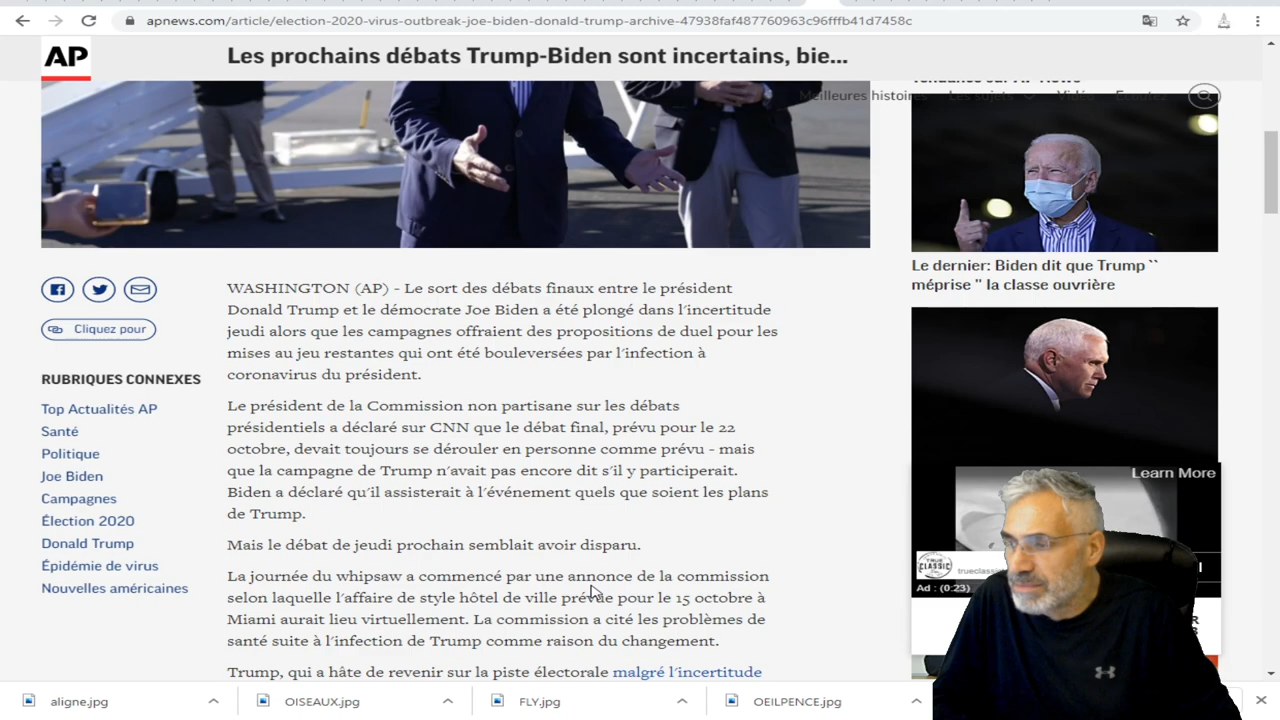 apnews.com/article/election-2020-virus-outbreak-joe-biden-donald-trump-archive-47938faf487760963c96fffb41d7458c
AP
Les prochains débats Trump-Biden sont incertains, bie...
Tendance sur AP News
Meilleures histoires Les sujets Vidéo Écoutez
Cliquez pour
RUBRIQUES CONNEXES
Top Actualités AP
Santé
Politique
Joe Biden
Campagnes
Élection 2020
Donald Trump
Épidémie de virus
Nouvelles américaines
WASHINGTON (AP) - Le sort des débats finaux entre le président
Donald Trump et le démocrate Joe Biden a été plongé dans l'incertitude
jeudi alors que les campagnes offraient des propositions de duel pour les
mises au jeu restantes qui ont été bouleversées par l'infection à
coronavirus du président.
Le président de la Commission non partisane sur les débats
présidentiels a déclaré sur CNN que le débat final, prévu pour le 22
octobre, devait toujours se dérouler en personne comme prévu - mais
que la campagne de Trump n'avait pas encore dit s'il y participerait.
Biden a déclaré qu'il assisterait à l'événement quels que soient les plans
de Trump.
Mais le débat de jeudi prochain semblait avoir disparu.
La journée du whipsaw a commencé par une annonce de la commission
selon laquelle l'affaire de style hôtel de ville prévue pour le 15 octobre à
Miami aurait lieu virtuellement. La commission a cité les problèmes de
santé suite à l'infection de Trump comme raison du changement.
Trump, qui a hâte de revenir sur la piste électorale malgré l'incertitude
Le dernier: Biden dit que Trump ``
méprise '' la classe ouvrière
Learn More
TRUE
CLASSIC
trueclassic
Ad : (0:23)
aligne.jpg
OISEAUX.jpg
FLY.jpg
OEILPENCE.jpg